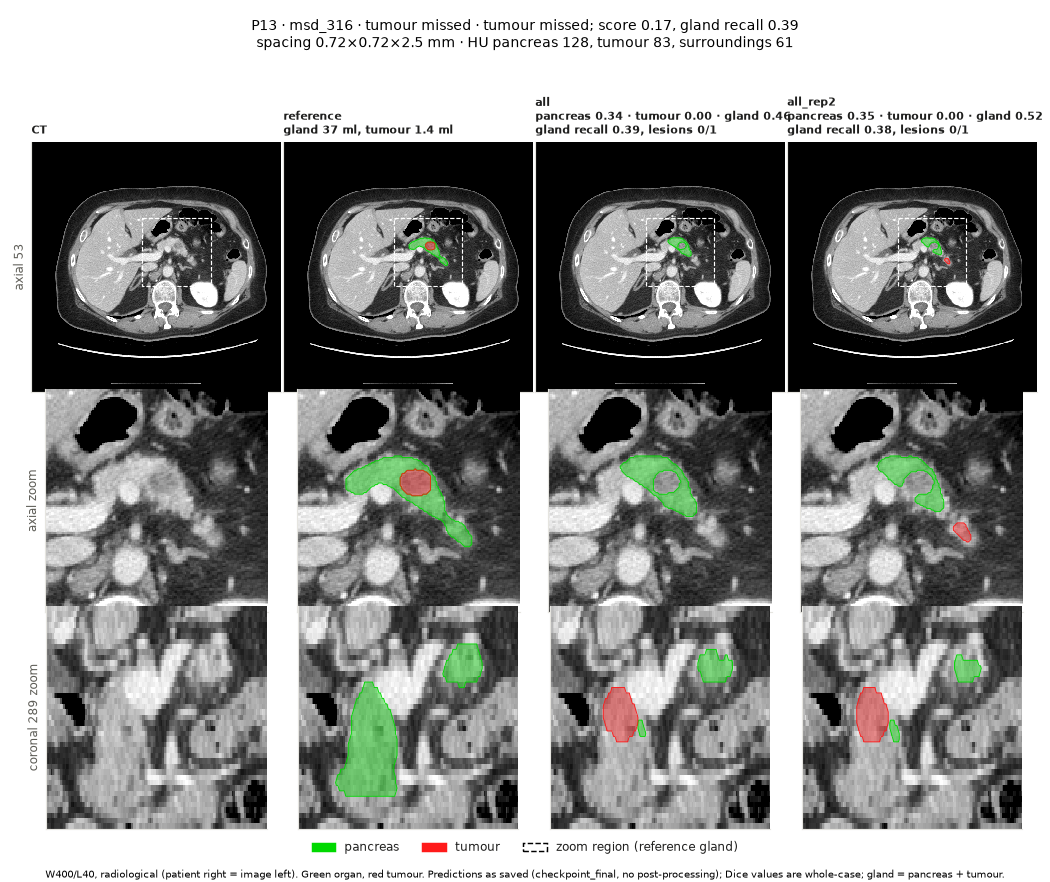 P13 · msd_316 · tumour missed · tumour missed; score 0.17, gland recall 0.39
spacing 0.72×0.72×2.5 mm · HU pancreas 128, tumour 83, surroundings 61
CT
reference
gland 37 ml, tumour 1.4 ml
all
pancreas 0.34 · tumour 0.00 · gland 0.46
gland recall 0.39, lesions 0/1
all_rep2
pancreas 0.35 · tumour 0.00 · gland 0.52
gland recall 0.38, lesions 0/1
axial 53
axial zoom
coronal 289 zoom
pancreas
tumour
zoom region (reference gland)
W400/L40, radiological (patient right = image left). Green organ, red tumour. Predictions as saved (checkpoint_final, no post-processing); Dice values are whole-case; gland = pancreas + tumour.